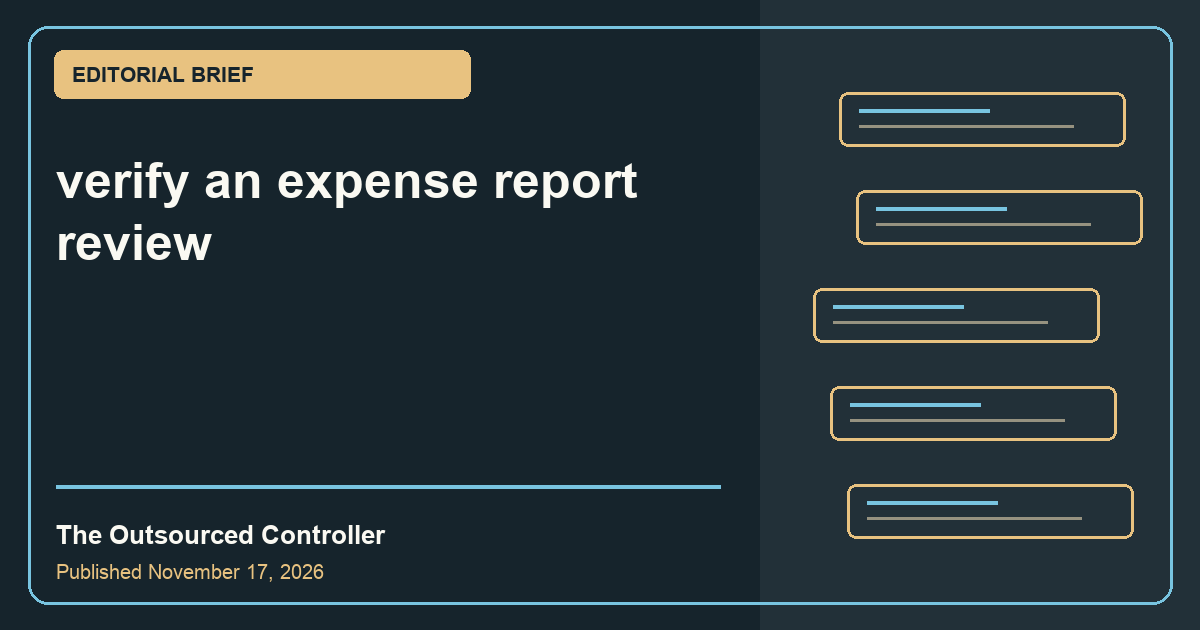 EDITORIAL BRIEF
verify an expense report
review
The Outsourced Controller
Published November 17, 2026